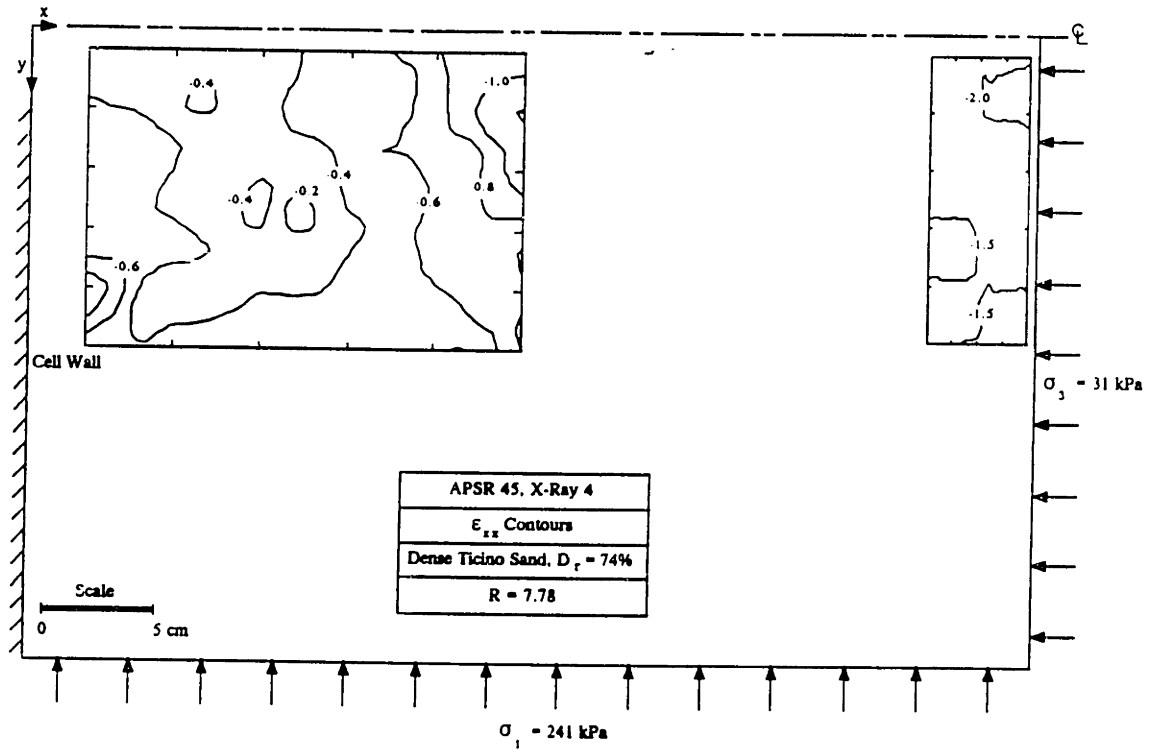 x
℄
y
-0.4
-1.0
-2.0
-0.4
-0.2
-0.4
-0.6
0.8
-0.6
-1.5
-1.5
Cell Wall
σ3 = 31 kPa
APSR 45, X-Ray 4
εxx Contours
Dense Ticino Sand, Dr = 74%
R = 7.78
Scale
0 5 cm
σ1 = 241 kPa